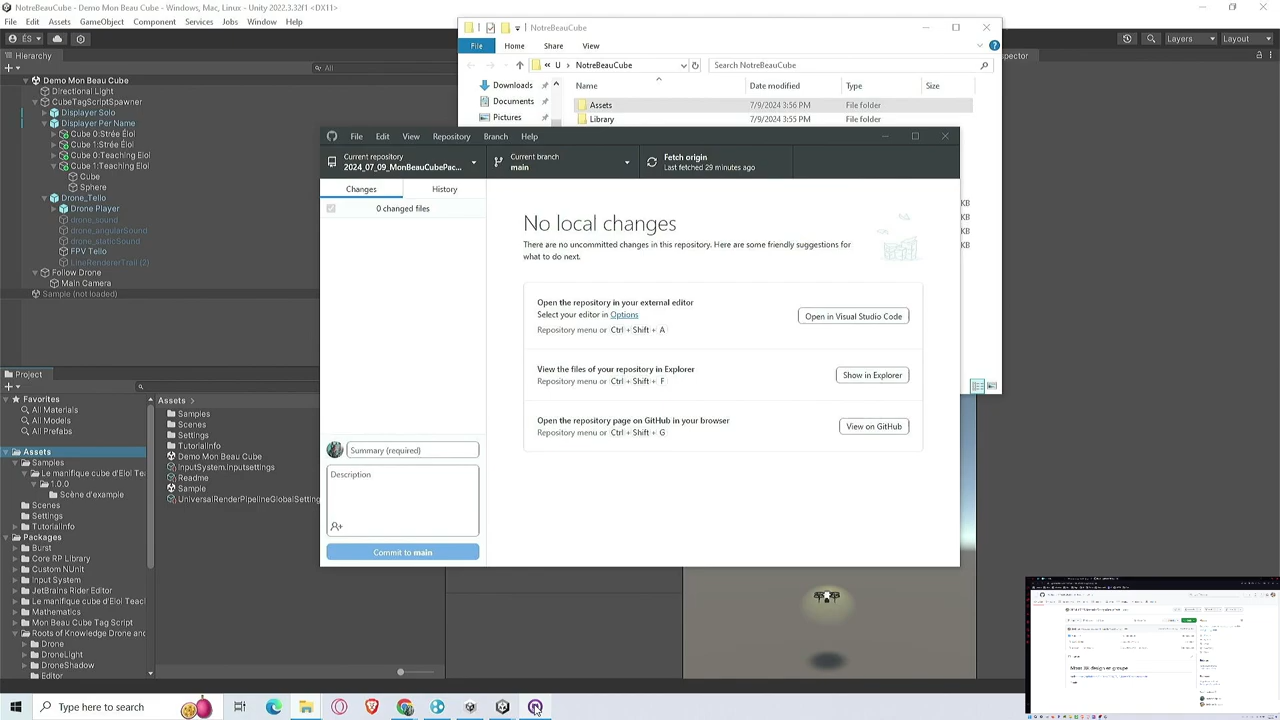 NotreBeauCube - Demo Mon Beau Cube - Windows, Mac, Linux - Unity 2022.3.32f1 <DX11>
File Edit Assets GameObject Component Services Jobs Window Help
ÉS
Layers Layout
Hierarchy
All
Demo Mon Beau Cube
Directional Light
CubeTagScriptSpawner
Displayer Solo
Displayer Per Name
Cube 0:Strée Éloi
Cube 1:Strée Éloi
Cube 0:Teaching Eloi
Cube 1:Teaching Eloi
Cube
Sphere
Drone_Tello
Drone Player
drone_sound
drone_angularSound
drone_staticSound
FPV Tello
LineRendererTrail (2)
Follow Drone
Main Camera
Sample (not loaded)
NotreBeauCube
File Home Share View
« U › NotreBeauCube
Search NotreBeauCube
Downloads
Documents
Pictures
Name Date modified Type Size
Assets 7/9/2024 3:56 PM File folder
Library 7/9/2024 3:55 PM File folder
KB
KB
KB
KB
File Edit View Repository Branch Help
Current repository
2024_07_09_MonBeauCubePac...
Current branch
main
Fetch origin
Last fetched 29 minutes ago
Changes History
0 changed files
No local changes
There are no uncommitted changes in this repository. Here are some friendly suggestions for
what to do next.
Open the repository in your external editor
Select your editor in Options
Repository menu or Ctrl + Shift + A
Open in Visual Studio Code
View the files of your repository in Explorer
Repository menu or Ctrl + Shift + F
Show in Explorer
Open the repository page on GitHub in your browser
Repository menu or Ctrl + Shift + G
View on GitHub
Summary (required)
Description
Commit to main
Project
Favorites
All Materials
All Models
All Prefabs
Assets
Samples
Le manifique cube d'Eloi Tea
1.0.0
Scène d'example
Scenes
Settings
TutorialInfo
Packages
Burst
Core RP Library
Custom NUnit
Input System
JetBrains Rider Editor
Le manifique cube d'Eloi Teach
Mathematics
Mon Beau Cube Tag Script
Roots of Knowledge Drone and
Drone
DroneLight
DroneShadow
Editor
Assets
Samples
Scenes
Settings
TutorialInfo
Demo Mon Beau Cube
InputSystem.inputsettings
Readme
Sample
UniversalRenderPipelineGlobalSetting
Type here to search